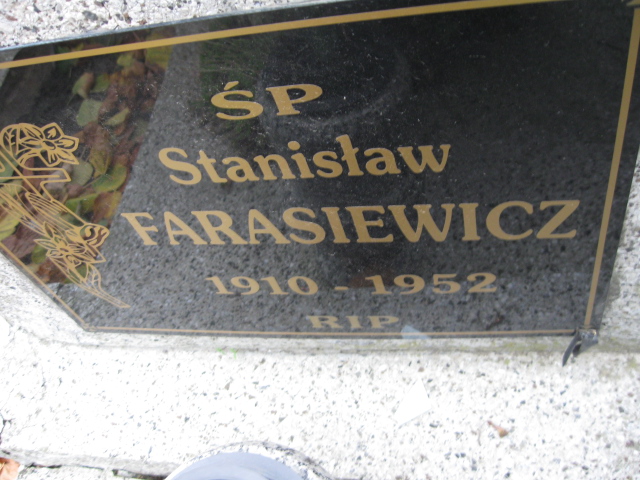 ŚP
Stanisław
FARASIEWICZ
1910 - 1952
RIP